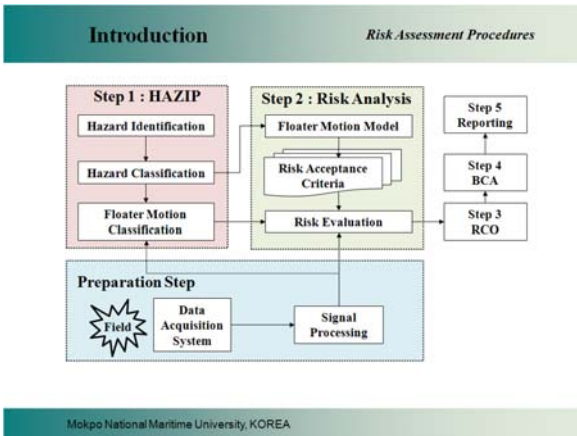 Introduction
Risk Assessment Procedures
Step 1 : HAZIP
Hazard Identification
Hazard Classification
Floater Motion
Classification
Step 2 : Risk Analysis
Floater Motion Model
Risk Acceptance
Criteria
Risk Evaluation
Step 5
Reporting
Step 4
BCA
Step 3
RCO
Preparation Step
Field
Data
Acquisition
System
Signal
Processing
Mokpo National Maritime University, KOREA